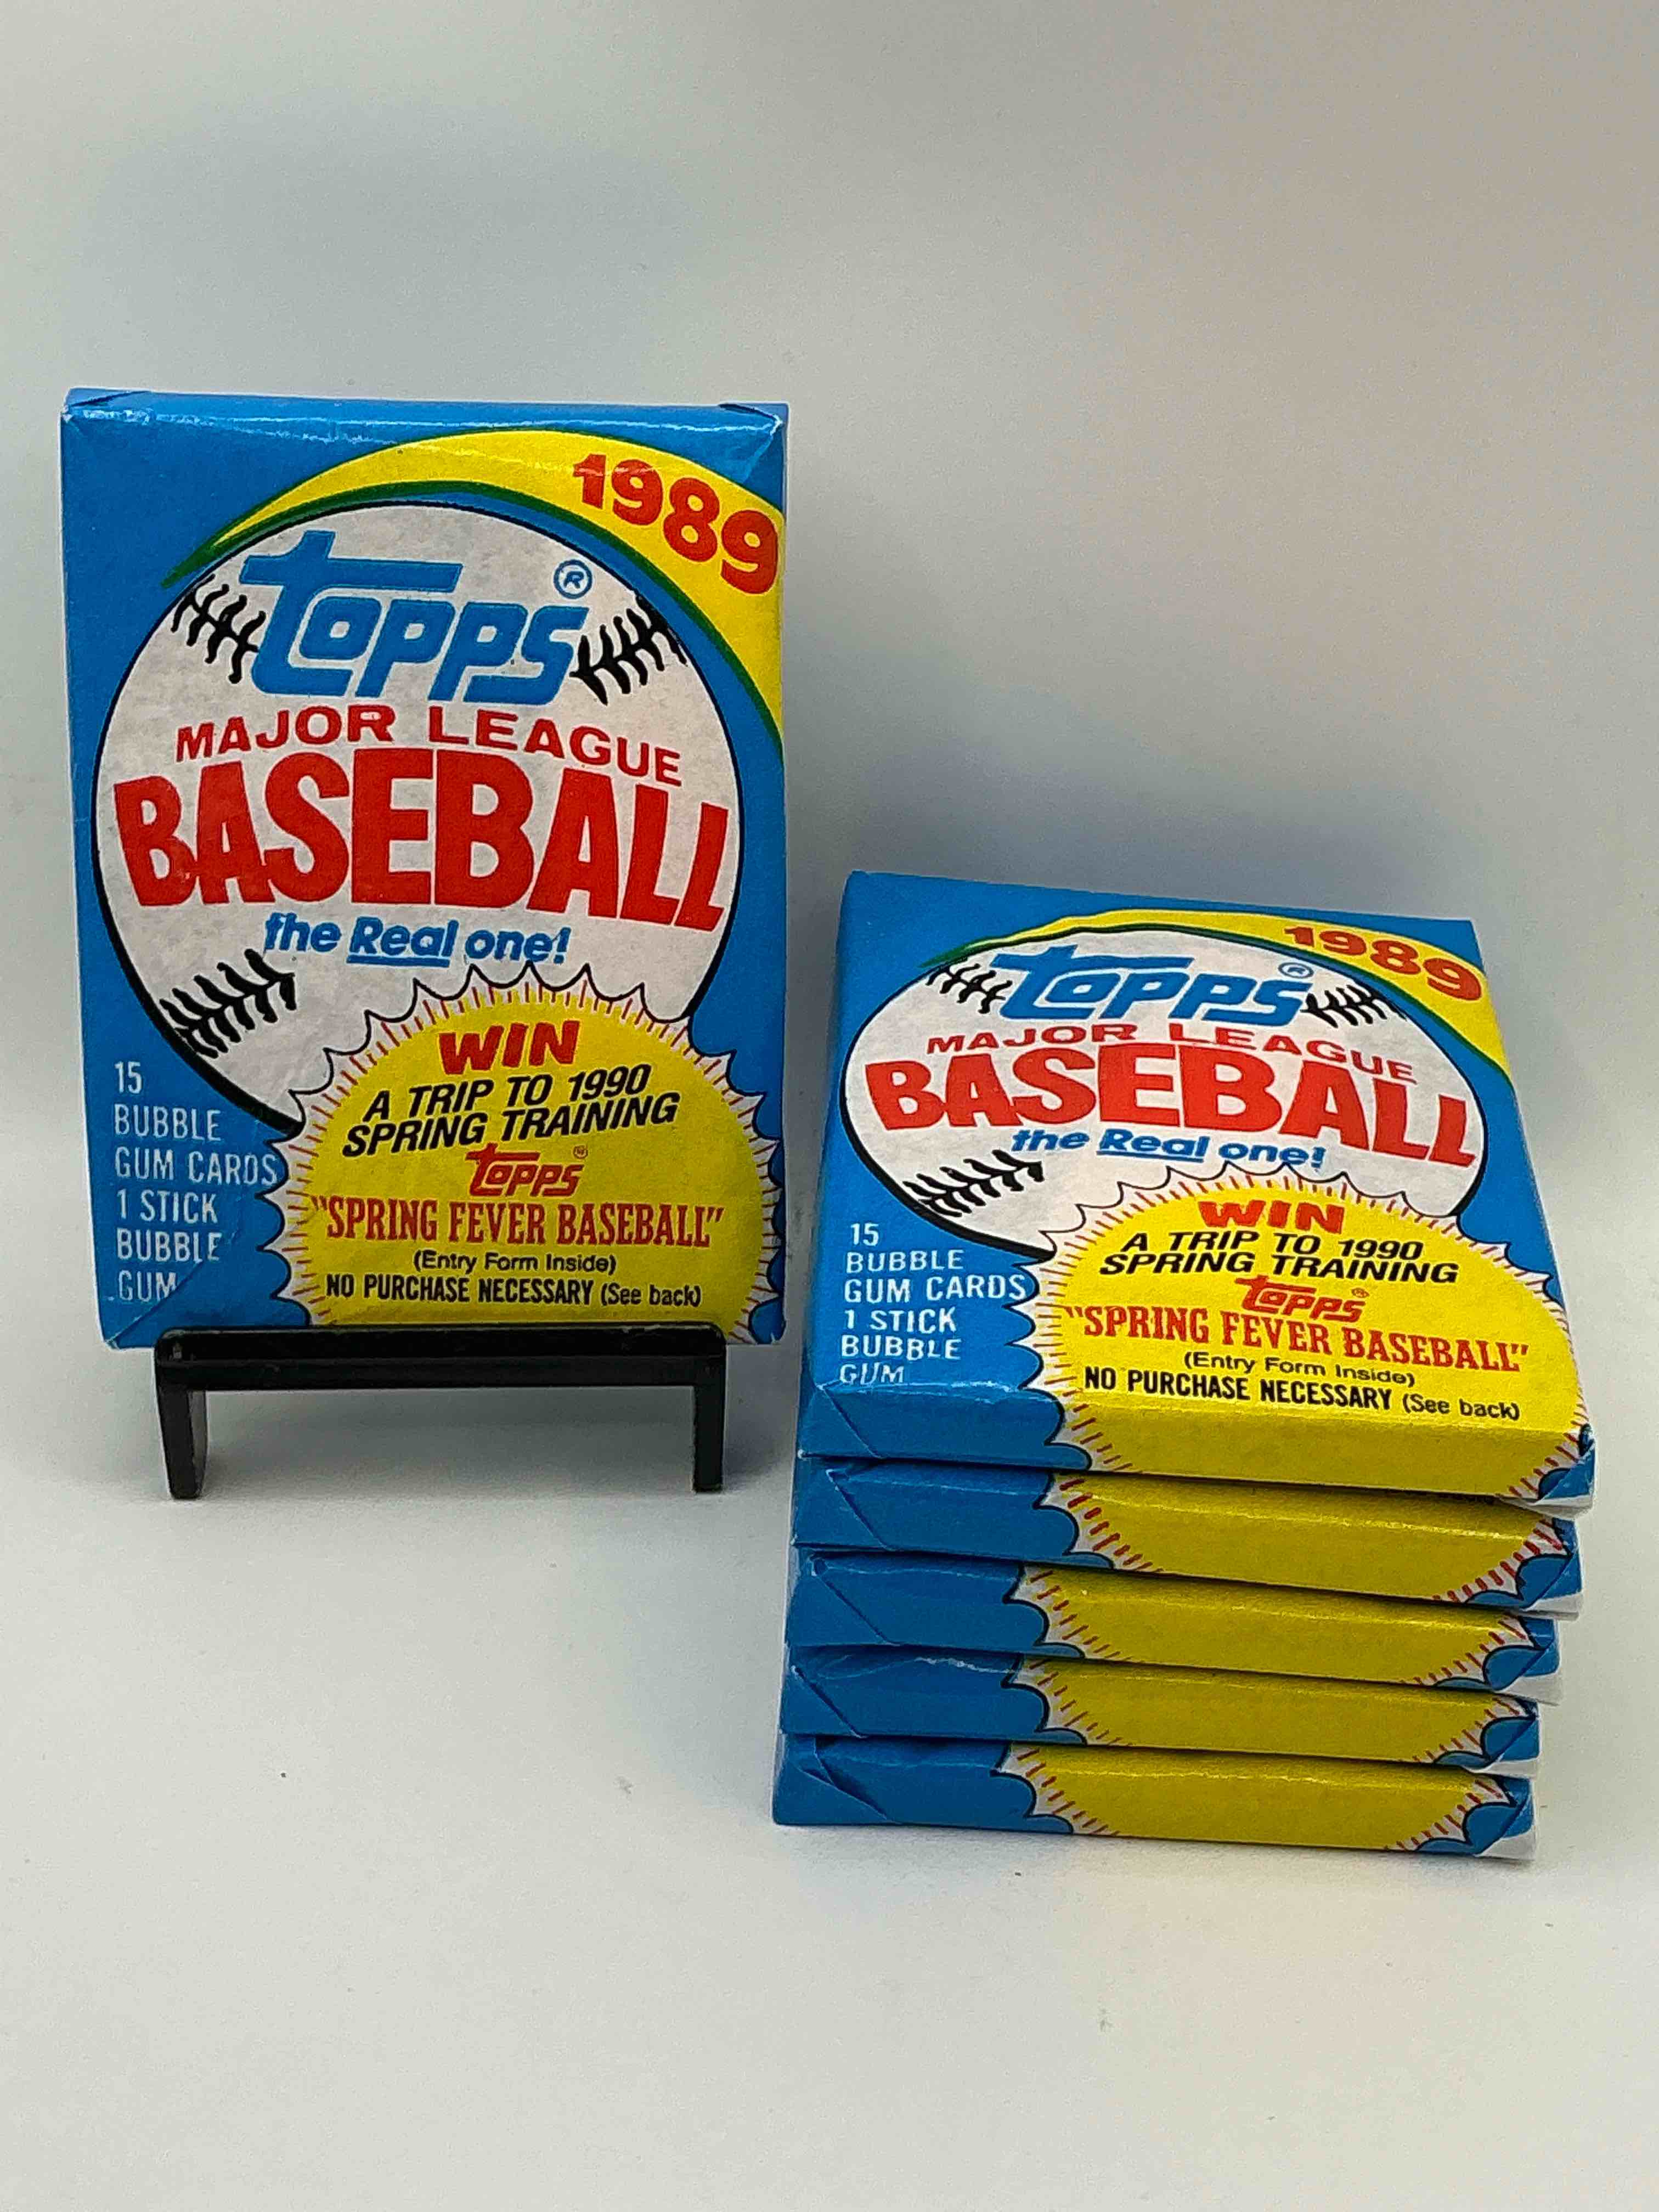 1989
Topps®
MAJOR LEAGUE
BASEBALL
the Real one!
15
BUBBLE
GUM CARDS
1 STICK
BUBBLE
GUM
WIN
A TRIP TO 1990
SPRING TRAINING
Topps®
"SPRING FEVER BASEBALL"
(Entry Form Inside)
NO PURCHASE NECESSARY (See back)
1989
Topps®
MAJOR LEAGUE
BASEBALL
the Real one!
15
BUBBLE
GUM CARDS
1 STICK
BUBBLE
GUM
WIN
A TRIP TO 1990
SPRING TRAINING
Topps®
"SPRING FEVER BASEBALL"
(Entry Form Inside)
NO PURCHASE NECESSARY (See back)